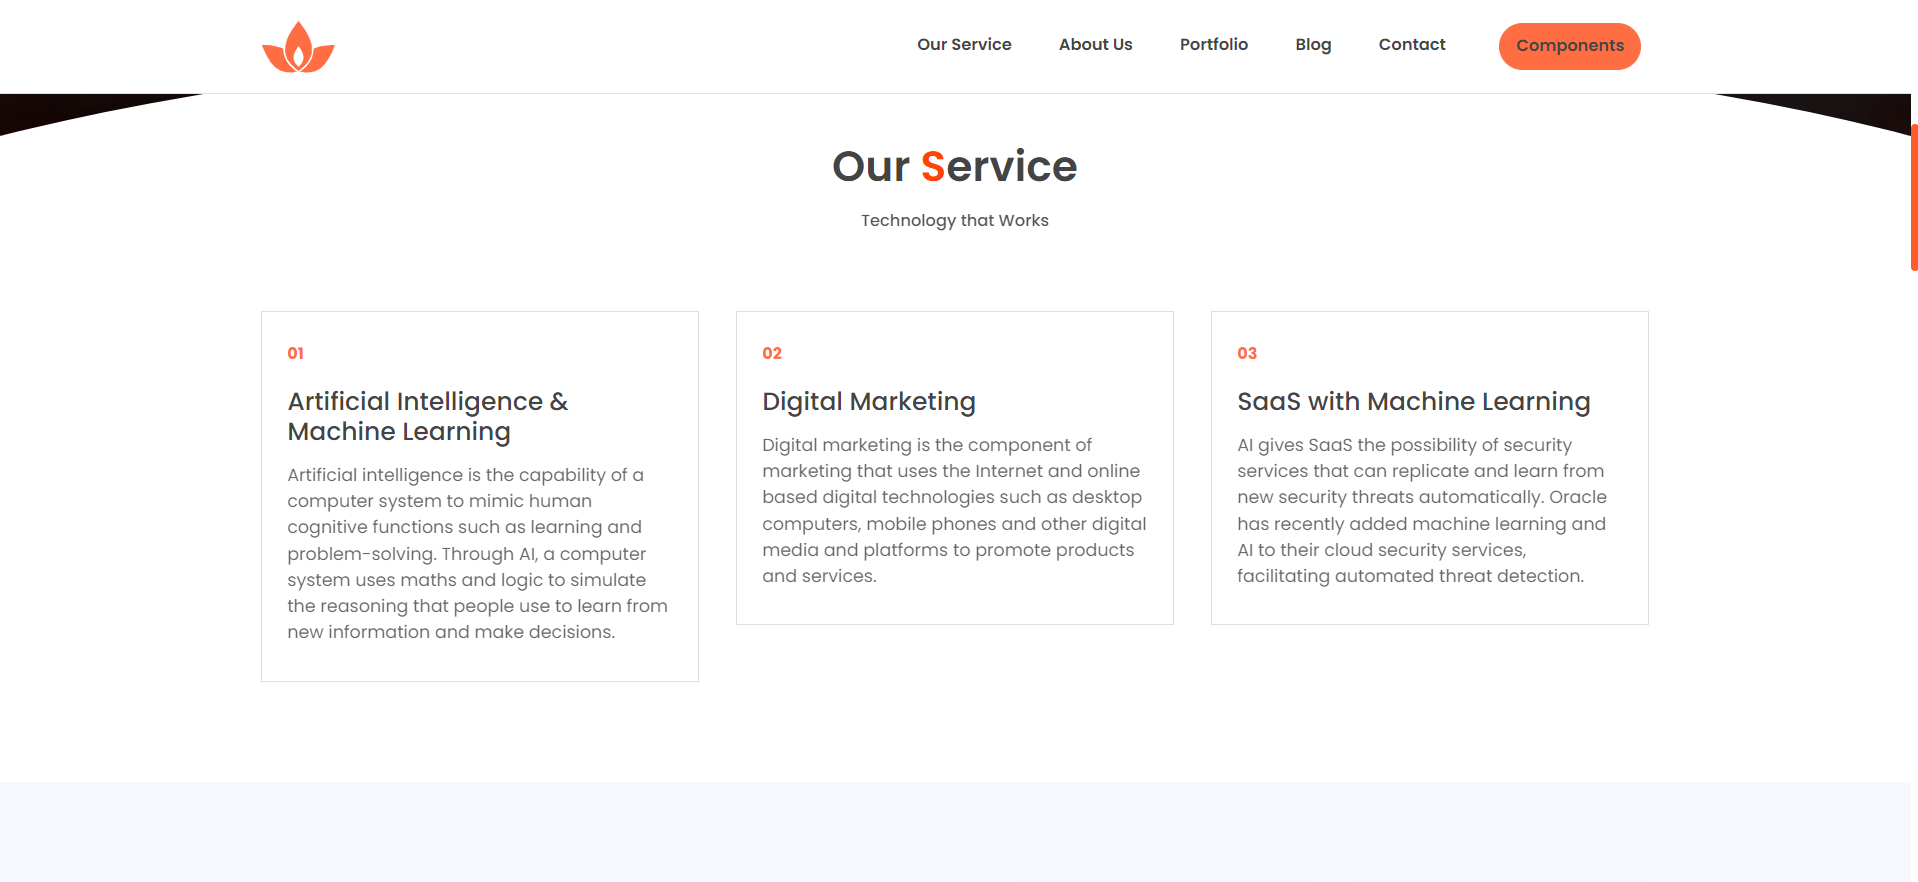 Our Service
About Us
Portfolio
Blog
Contact
Components
Our Service
Technology that Works
01
Artificial Intelligence &
Machine Learning
Artificial intelligence is the capability of a
computer system to mimic human
cognitive functions such as learning and
problem-solving. Through AI, a computer
system uses maths and logic to simulate
the reasoning that people use to learn from
new information and make decisions.
02
Digital Marketing
Digital marketing is the component of
marketing that uses the Internet and online
based digital technologies such as desktop
computers, mobile phones and other digital
media and platforms to promote products
and services.
03
SaaS with Machine Learning
AI gives SaaS the possibility of security
services that can replicate and learn from
new security threats automatically. Oracle
has recently added machine learning and
AI to their cloud security services,
facilitating automated threat detection.